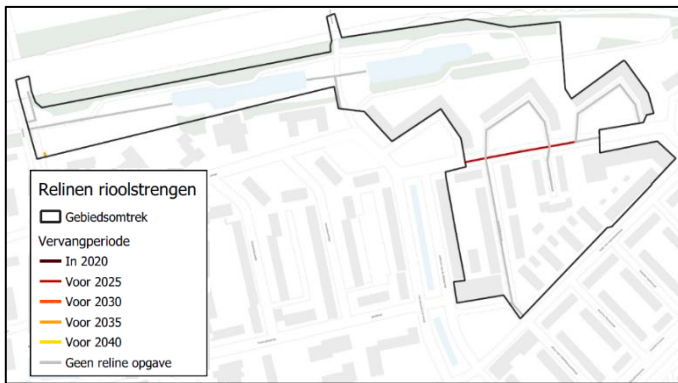 Relinen rioolstrengen
Gebiedsomtrek
Vervangperiode
In 2020
Voor 2025
Voor 2030
Voor 2035
Voor 2040
Geen reline opgave